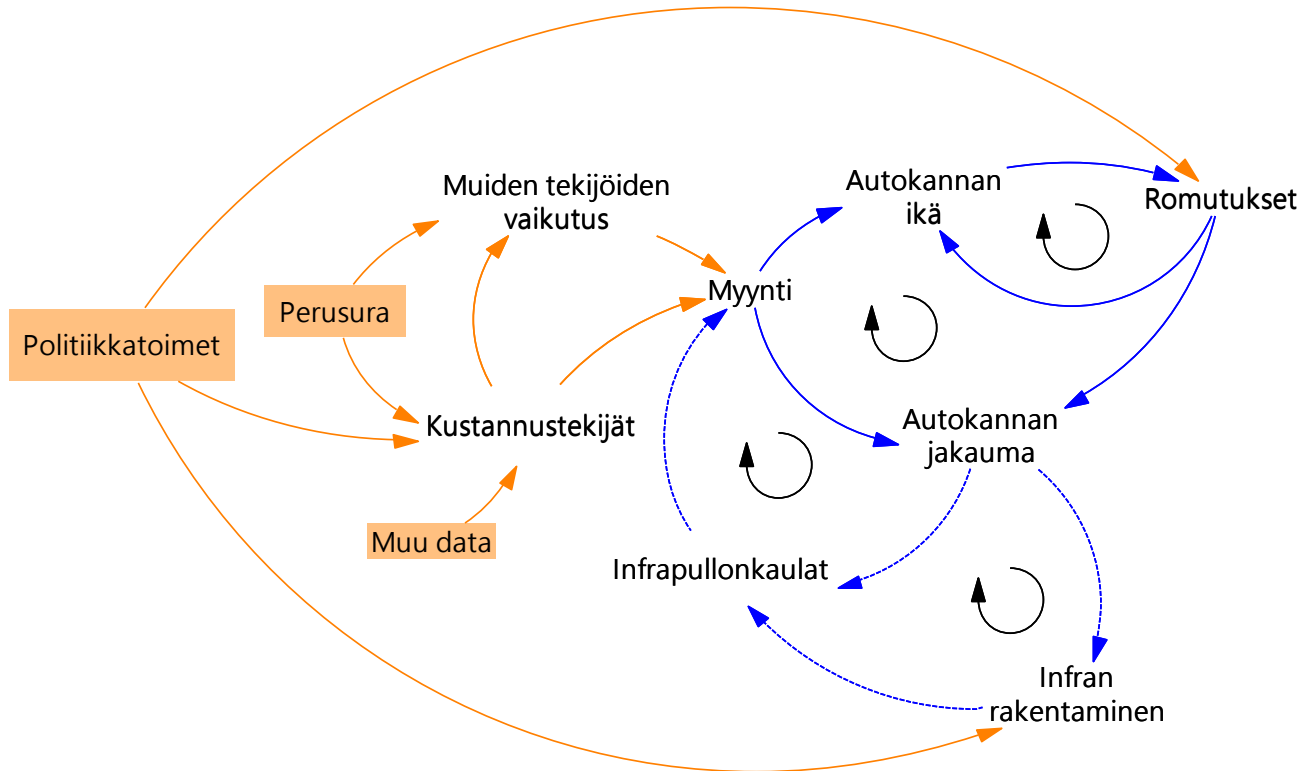 Muiden tekijöiden
vaikutus
Autokannan
ikä
Romutukset
Myynti
Perusura
Politiikkatoimet
Kustannustekijät
Autokannan
jakauma
Muu data
Infrapullonkaulat
Infran
rakentaminen